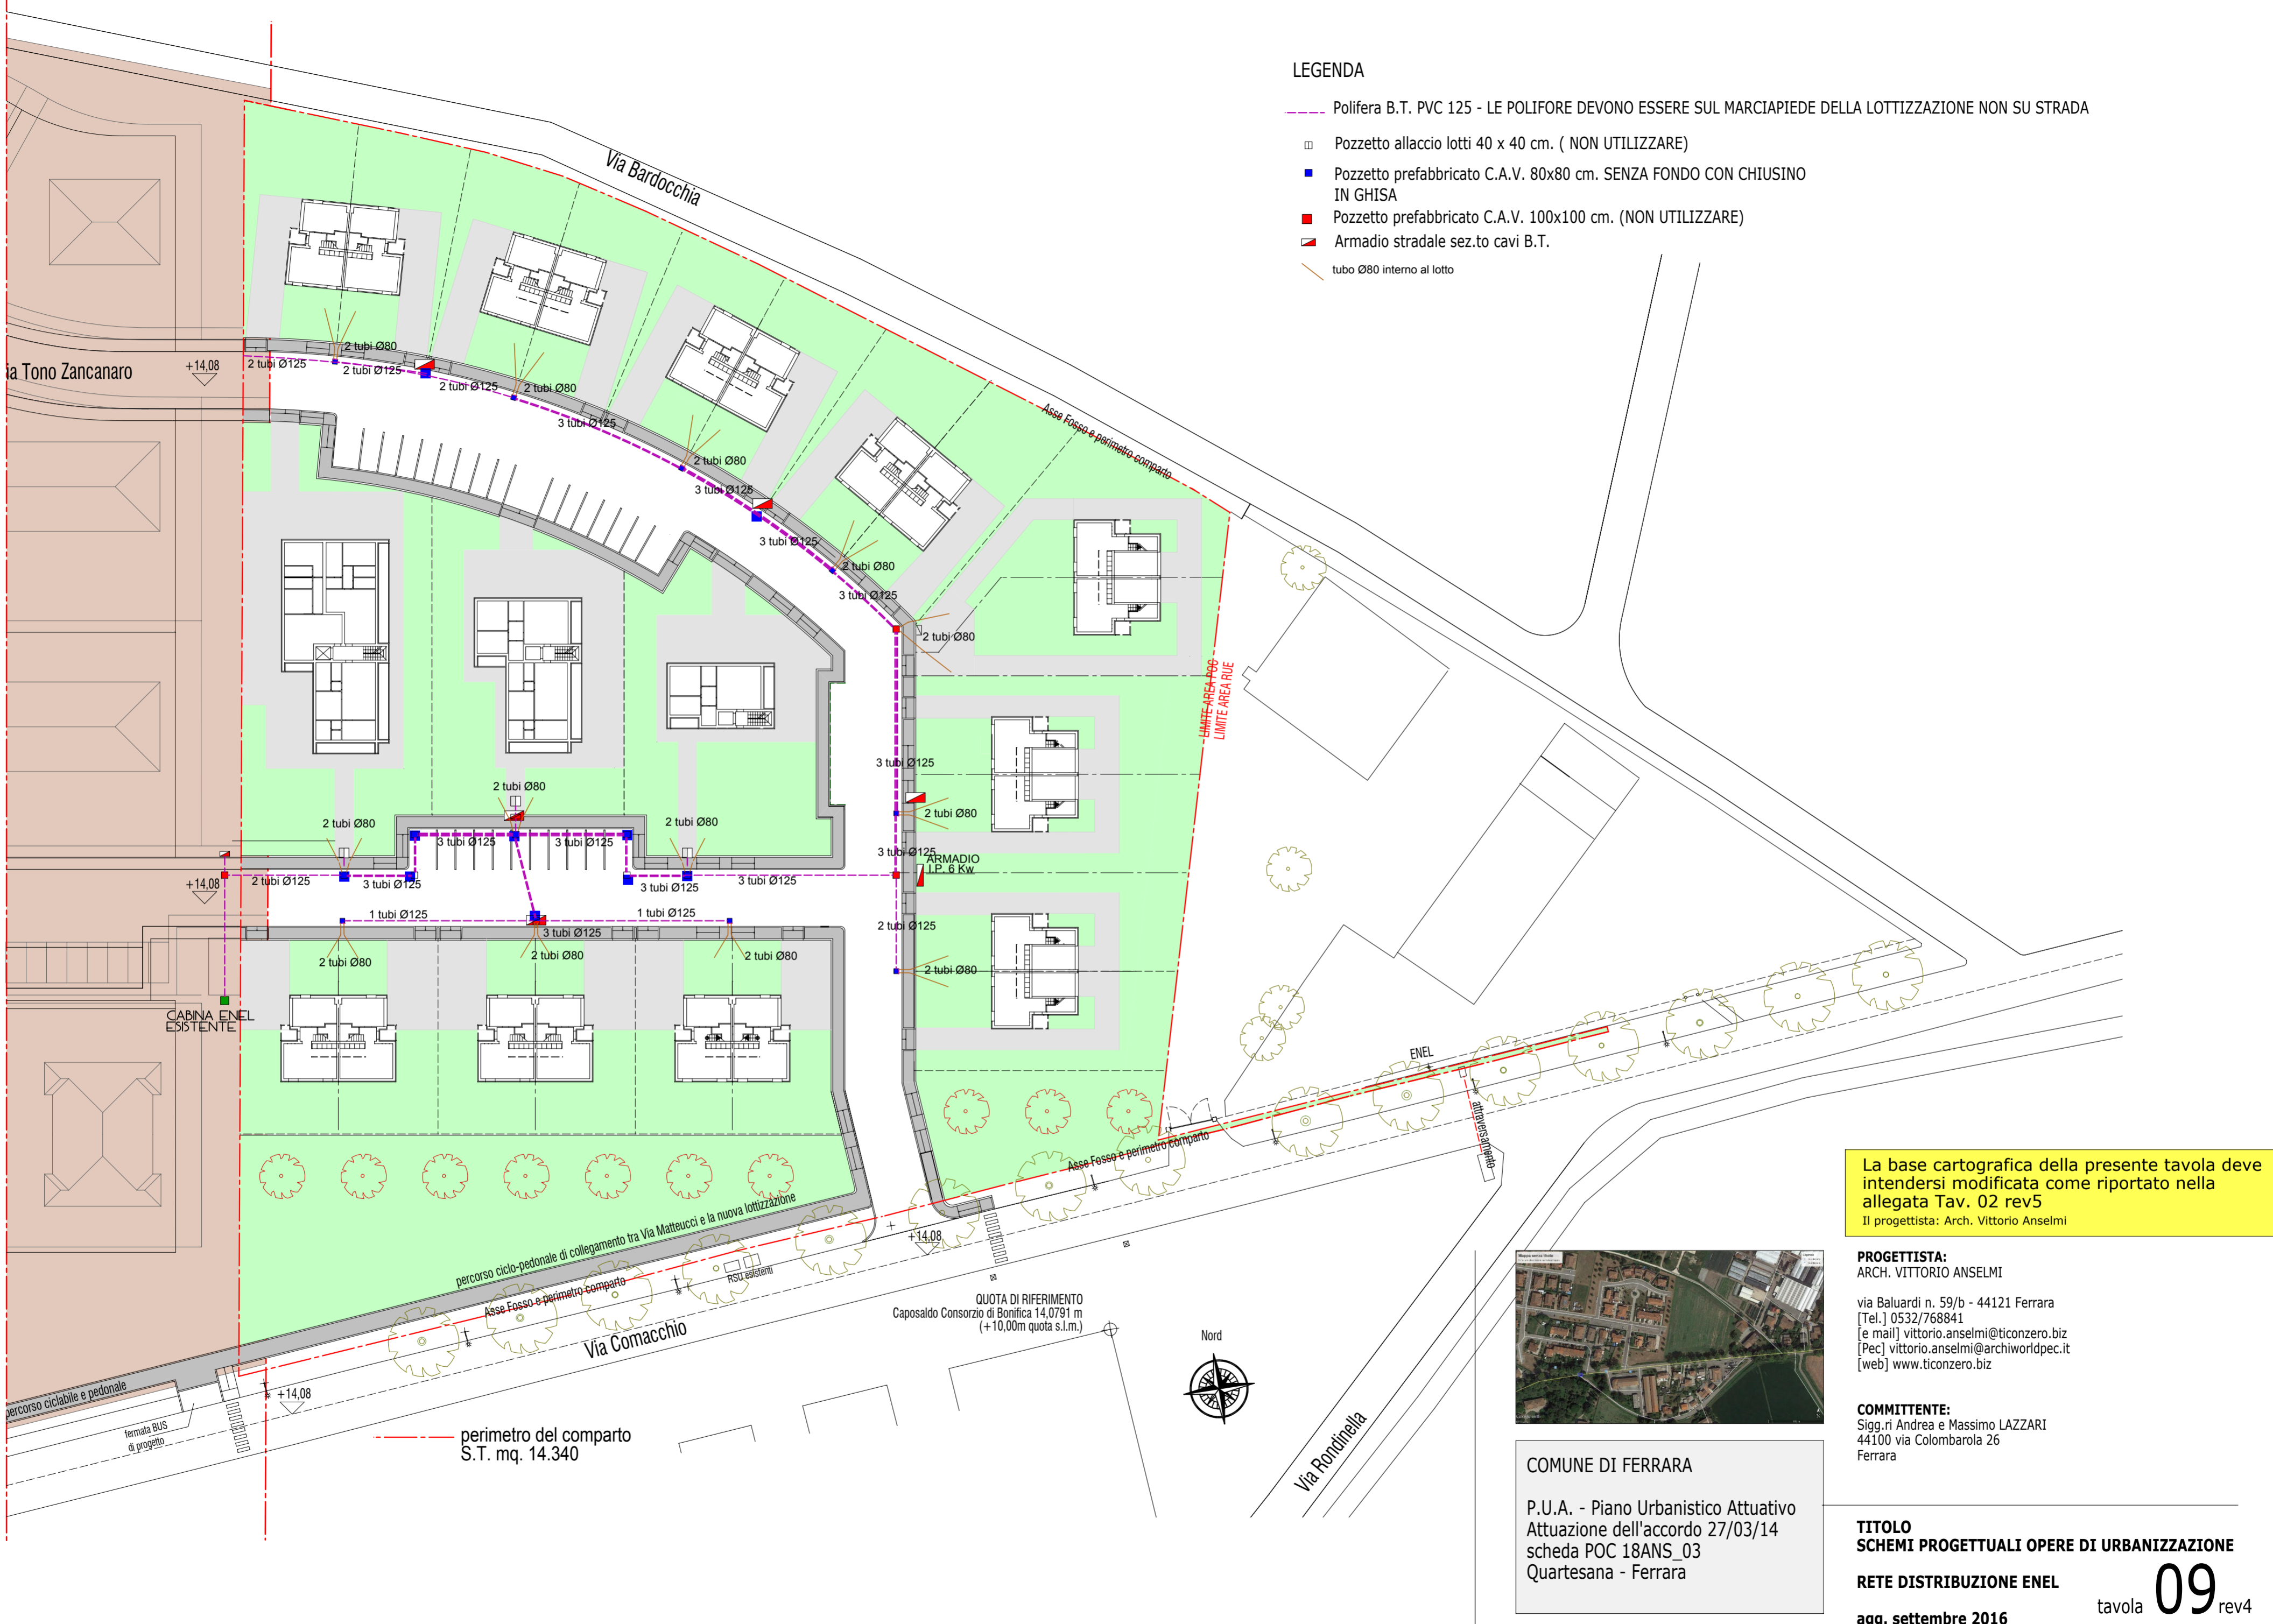 LEGENDA
Polifera B.T. PVC 125 - LE POLIFORE DEVONO ESSERE SUL MARCIAPIEDE DELLA LOTTIZZAZIONE NON SU STRADA
Pozzetto allaccio lotti 40 x 40 cm. ( NON UTILIZZARE)
Pozzetto prefabbricato C.A.V. 80x80 cm. SENZA FONDO CON CHIUSINO
IN GHISA
Pozzetto prefabbricato C.A.V. 100x100 cm. (NON UTILIZZARE)
Armadio stradale sez.to cavi B.T.
tubo Ø80 interno al lotto
Via Bardocchia
ia Tono Zancanaro
+14,08
2 tubi Ø125
2 tubi Ø80
2 tubi Ø125
2 tubi Ø125
2 tubi Ø80
3 tubi Ø125
Asse Fosso e perimetro comparto
2 tubi Ø80
3 tubi Ø125
3 tubi Ø125
2 tubi Ø80
3 tubi Ø125
2 tubi Ø80
LIMITE AREA POC
LIMITE AREA RUE
3 tubi Ø125
2 tubi Ø80
2 tubi Ø80
2 tubi Ø80
2 tubi Ø80
3 tubi Ø125
3 tubi Ø125
3 tubi Ø125
ARMADIO
I.P. 6 Kw
+14,08
2 tubi Ø125
3 tubi Ø125
3 tubi Ø125
3 tubi Ø125
1 tubi Ø125
1 tubi Ø125
3 tubi Ø125
2 tubi Ø125
2 tubi Ø80
2 tubi Ø80
2 tubi Ø80
2 tubi Ø80
CABINA ENEL
ESISTENTE
ENEL
attraversamento
Asse Fosso e perimetro comparto
percorso ciclo-pedonale di collegamento tra Via Matteucci e la nuova lottizzazione
Asse Fosso e perimetro comparto
RSU esistenti
+14,08
Via Comacchio
QUOTA DI RIFERIMENTO
Caposaldo Consorzio di Bonifica 14,0791 m
(+10,00m quota s.l.m.)
Nord
percorso ciclabile e pedonale
+14,08
fermata BUS
di progetto
perimetro del comparto
S.T. mq. 14.340
Via Rondinella
La base cartografica della presente tavola deve
intendersi modificata come riportato nella
allegata Tav. 02 rev5
Il progettista: Arch. Vittorio Anselmi
PROGETTISTA:
ARCH. VITTORIO ANSELMI
via Baluardi n. 59/b - 44121 Ferrara
[Tel.] 0532/768841
[e mail] vittorio.anselmi@ticonzero.biz
[Pec] vittorio.anselmi@archiworldpec.it
[web] www.ticonzero.biz
COMMITTENTE:
Sigg.ri Andrea e Massimo LAZZARI
44100 via Colombarola 26
Ferrara
COMUNE DI FERRARA
P.U.A. - Piano Urbanistico Attuativo
Attuazione dell'accordo 27/03/14
scheda POC 18ANS_03
Quartesana - Ferrara
TITOLO
SCHEMI PROGETTUALI OPERE DI URBANIZZAZIONE
RETE DISTRIBUZIONE ENEL
agg. settembre 2016
tavola 09 rev4